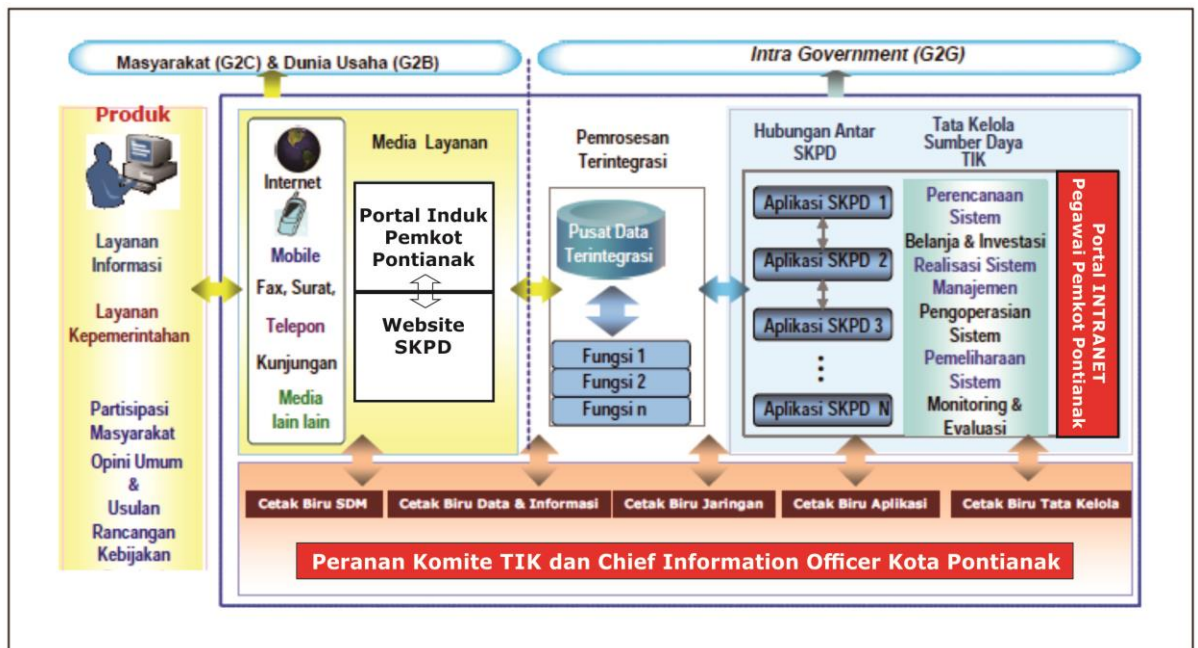 Masyarakat (G2C) & Dunia Usaha (G2B)
Intra Government (G2G)
Produk
Layanan
Informasi
Layanan
Kepemerintahan
Partisipasi
Masyarakat
Opini Umum
&
Usulan
Rancangan
Kebijakan
Internet
Mobile
Fax, Surat,
Telepon
Kunjungan
Media
lain lain
Media Layanan
Portal Induk
Pemkot
Pontianak
Website
SKPD
Pemrosesan
Terintegrasi
Pusat Data
Terintegrasi
Fungsi 1
Fungsi 2
Fungsi n
Hubungan Antar
SKPD
Aplikasi SKPD 1
Aplikasi SKPD 2
Aplikasi SKPD 3
Aplikasi SKPD N
Tata Kelola
Sumber Daya
TIK
Perencanaan
Sistem
Belanja & Investasi
Realisasi Sistem
Manajemen
Pengoperasian
Sistem
Pemeliharaan
Sistem
Monitoring &
Evaluasi
Portal INTRANET
Pegawai Pemkot Pontianak
Cetak Biru SDM
Cetak Biru Data & Informasi
Cetak Biru Jaringan
Cetak Biru Aplikasi
Cetak Biru Tata Kelola
Peranan Komite TIK dan Chief Information Officer Kota Pontianak